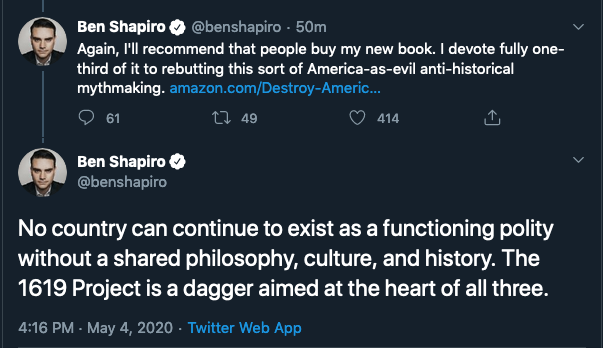 Ben Shapiro @benshapiro · 50m
Again, I'll recommend that people buy my new book. I devote fully one-
third of it to rebutting this sort of America-as-evil anti-historical
mythmaking. amazon.com/Destroy-Americ...
61 49 414
Ben Shapiro
@benshapiro
No country can continue to exist as a functioning polity
without a shared philosophy, culture, and history. The
1619 Project is a dagger aimed at the heart of all three.
4:16 PM · May 4, 2020 · Twitter Web App